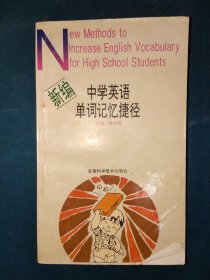 New Methods to
Increase English Vocabulary
for High School Students
新编
中学英语
单词记忆捷径
安徽科学技术出版社